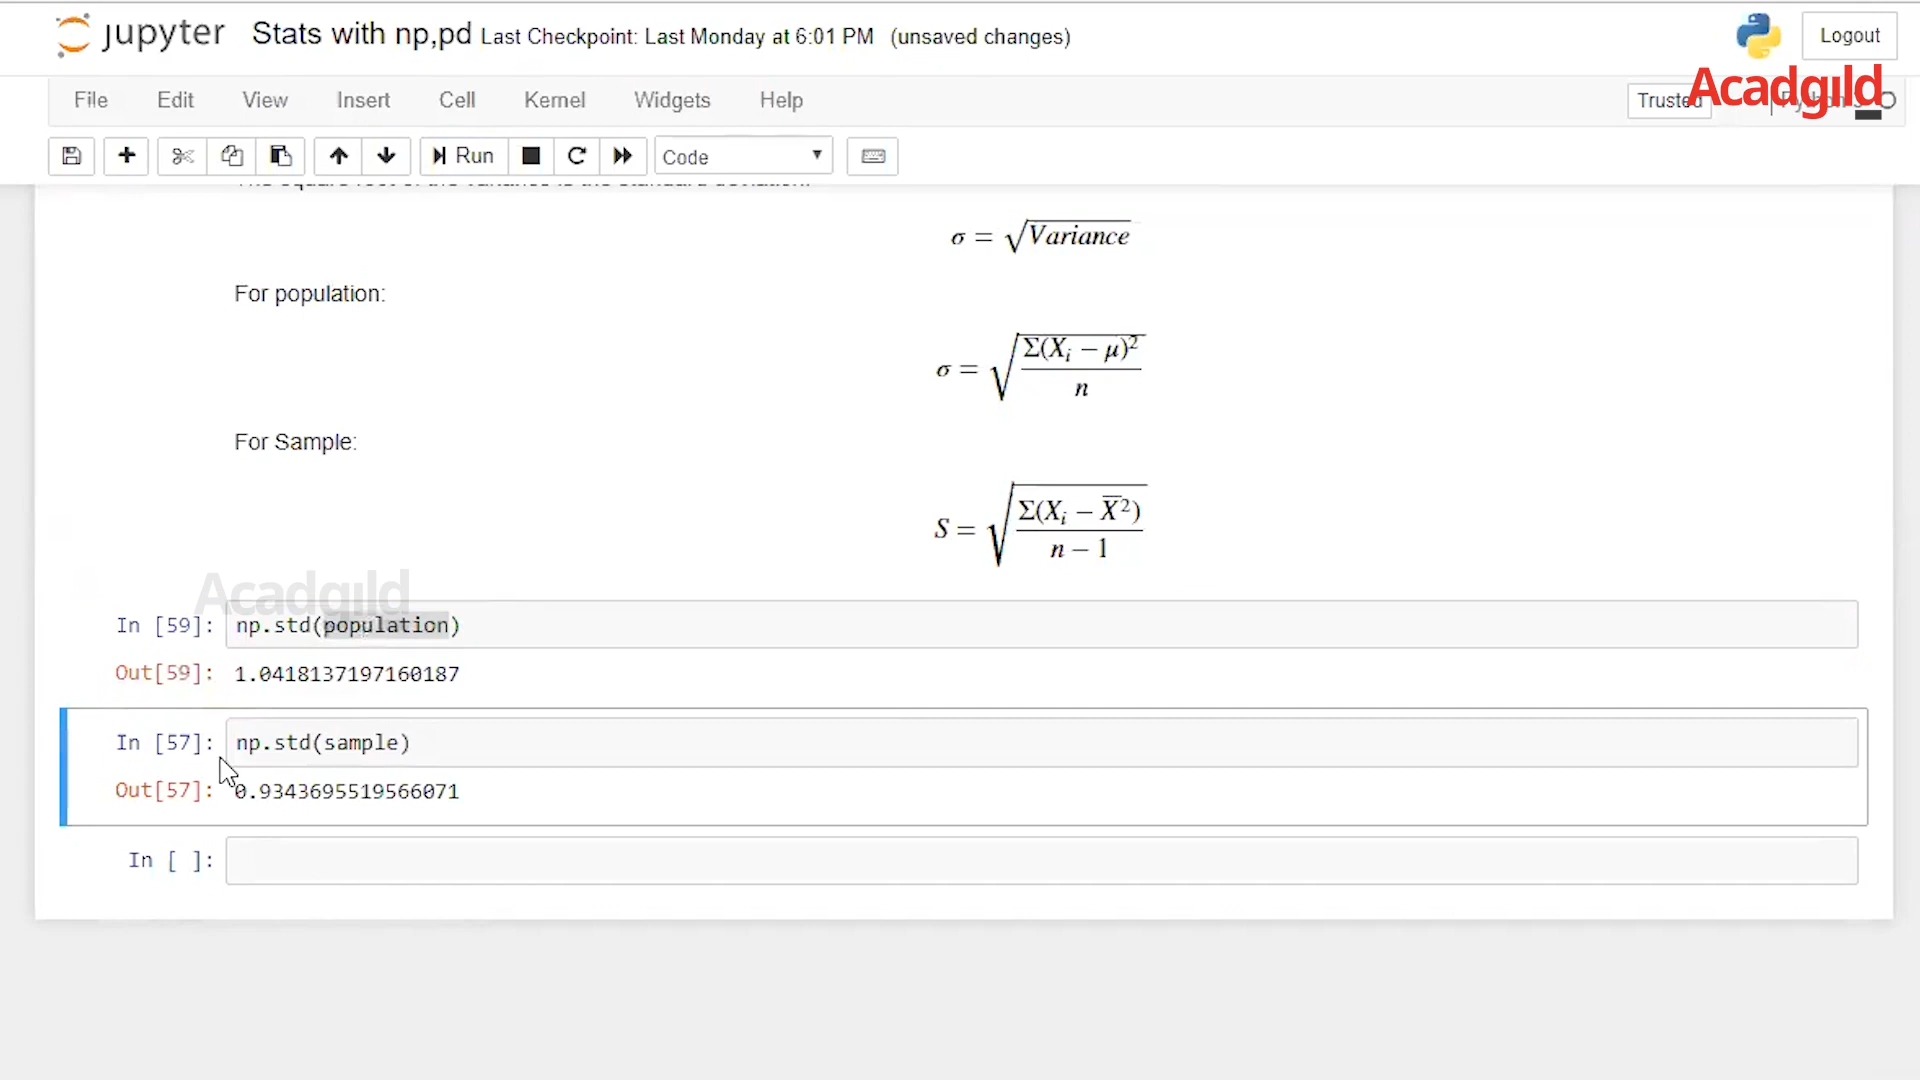 jupyter Stats with np,pd Last Checkpoint: Last Monday at 6:01 PM (unsaved changes) Logout
Acadgild
File Edit View Insert Cell Kernel Widgets Help Trusted
Run Code
σ = √Variance
For population:
σ = √(Σ(Xᵢ − μ)² / n)
For Sample:
S = √(Σ(Xᵢ − X̅²) / n − 1)
Acadgild
In [59]: np.std(population)
Out[59]: 1.0418137197160187
In [57]: np.std(sample)
Out[57]: 0.9343695519566071
In [ ]: